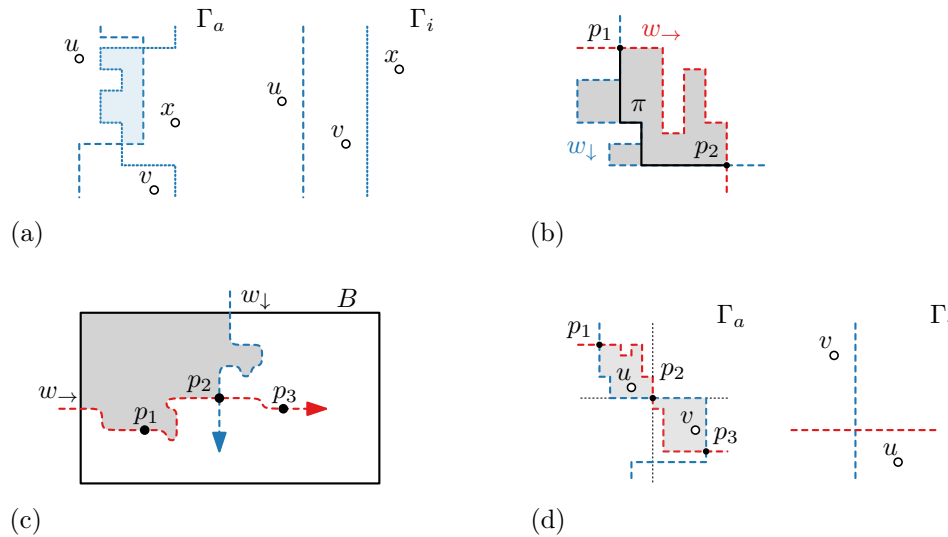 Γₐ Γᵢ
u x u v x v
(a)
p₁ w→ π w↓ p₂
(b)
w↓ B
w→ p₁ p₂ p₃
(c)
Γₐ
p₁ u p₂ v p₃ v u
(d)